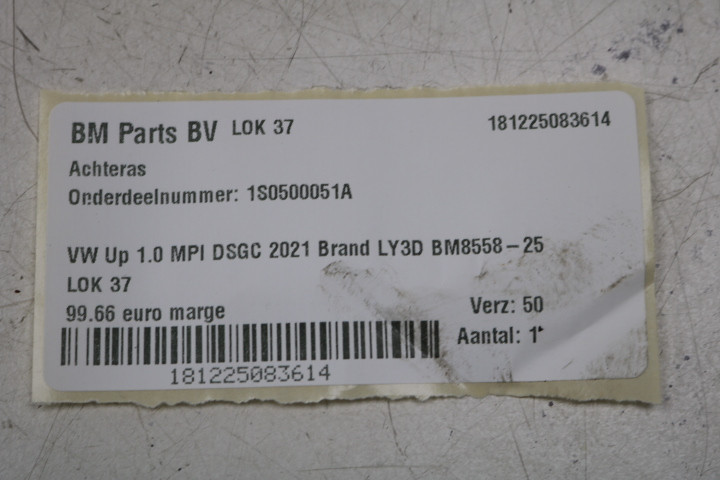 BM Parts BV LOK 37 181225083614
Achteras
Onderdeelnummer: 1S0500051A
VW Up 1.0 MPI DSGC 2021 Brand LY3D BM8558-25
LOK 37
99.66 euro marge Verz: 50
Aantal: 1*
181225083614